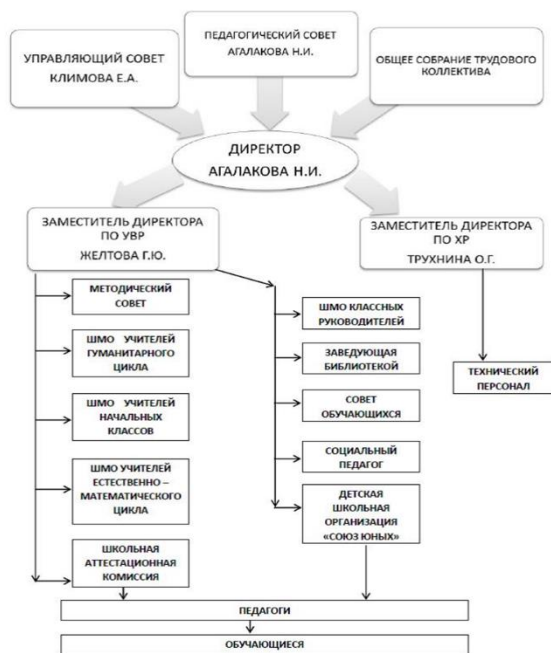 УПРАВЛЯЮЩИЙ СОВЕТ
КЛИМОВА Е.А.
ПЕДАГОГИЧЕСКИЙ СОВЕТ
АГАЛАКОВА Н.И.
ОБЩЕЕ СОБРАНИЕ ТРУДОВОГО
КОЛЛЕКТИВА
ДИРЕКТОР
АГАЛАКОВА Н.И.
ЗАМЕСТИТЕЛЬ ДИРЕКТОРА
ПО УВР
ЖЕЛТОВА Г.Ю.
ЗАМЕСТИТЕЛЬ ДИРЕКТОРА
ПО ХР
ТРУХНИНА О.Г.
МЕТОДИЧЕСКИЙ
СОВЕТ
ШМО УЧИТЕЛЕЙ
ГУМАНИТАРНОГО
ЦИКЛА
ШМО УЧИТЕЛЕЙ
НАЧАЛЬНЫХ
КЛАССОВ
ШМО УЧИТЕЛЕЙ
ЕСТЕСТВЕННО –
МАТЕМАТИЧЕСКОГО
ЦИКЛА
ШКОЛЬНАЯ
АТТЕСТАЦИОННАЯ
КОМИССИЯ
ШМО КЛАССНЫХ
РУКОВОДИТЕЛЕЙ
ЗАВЕДУЮЩАЯ
БИБЛИОТЕКОЙ
СОВЕТ
ОБУЧАЮЩИХСЯ
СОЦИАЛЬНЫЙ
ПЕДАГОГ
ДЕТСКАЯ
ШКОЛЬНАЯ
ОРГАНИЗАЦИЯ
«СОЮЗ ЮНЫХ»
ТЕХНИЧЕСКИЙ
ПЕРСОНАЛ
ПЕДАГОГИ
ОБУЧАЮЩИЕСЯ